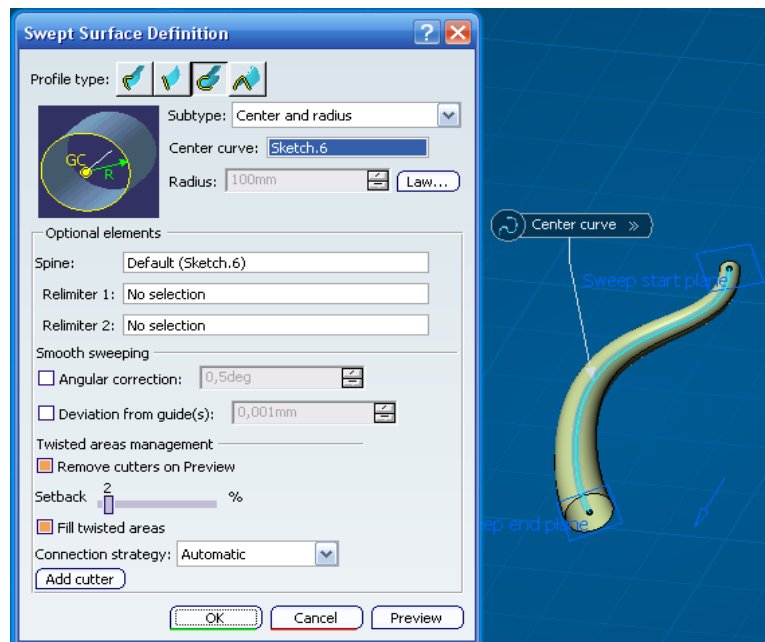 Swept Surface Definition
Profile type:
Subtype: Center and radius
GC
R
Center curve: Sketch.6
Radius: 100mm Law...
Optional elements
Spine: Default (Sketch.6)
Relimiter 1: No selection
Relimiter 2: No selection
Smooth sweeping
Angular correction: 0,5deg
Deviation from guide(s): 0,001mm
Twisted areas management
Remove cutters on Preview
2
Setback %
Fill twisted areas
Connection strategy: Automatic
Add cutter
OK Cancel Preview
Center curve »
Sweep start plane
ep end plane